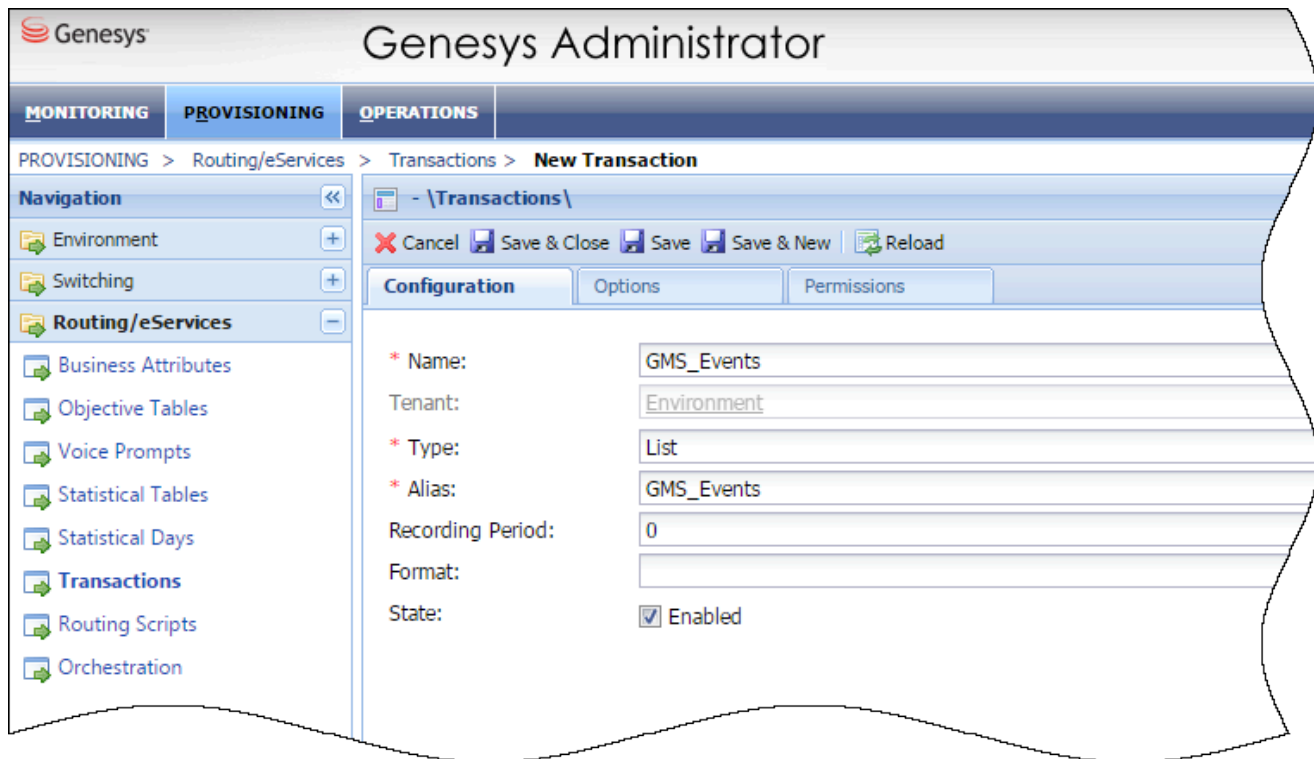 Genesys
Genesys Administrator
MONITORING PROVISIONING OPERATIONS
PROVISIONING > Routing/eServices > Transactions > New Transaction
Navigation
- \Transactions\
Environment
Cancel Save & Close Save Save & New Reload
Switching
Configuration Options Permissions
Routing/eServices
Business Attributes
Objective Tables
Voice Prompts
Statistical Tables
Statistical Days
Transactions
Routing Scripts
Orchestration
* Name: GMS_Events
Tenant: Environment
* Type: List
* Alias: GMS_Events
Recording Period: 0
Format:
State: Enabled